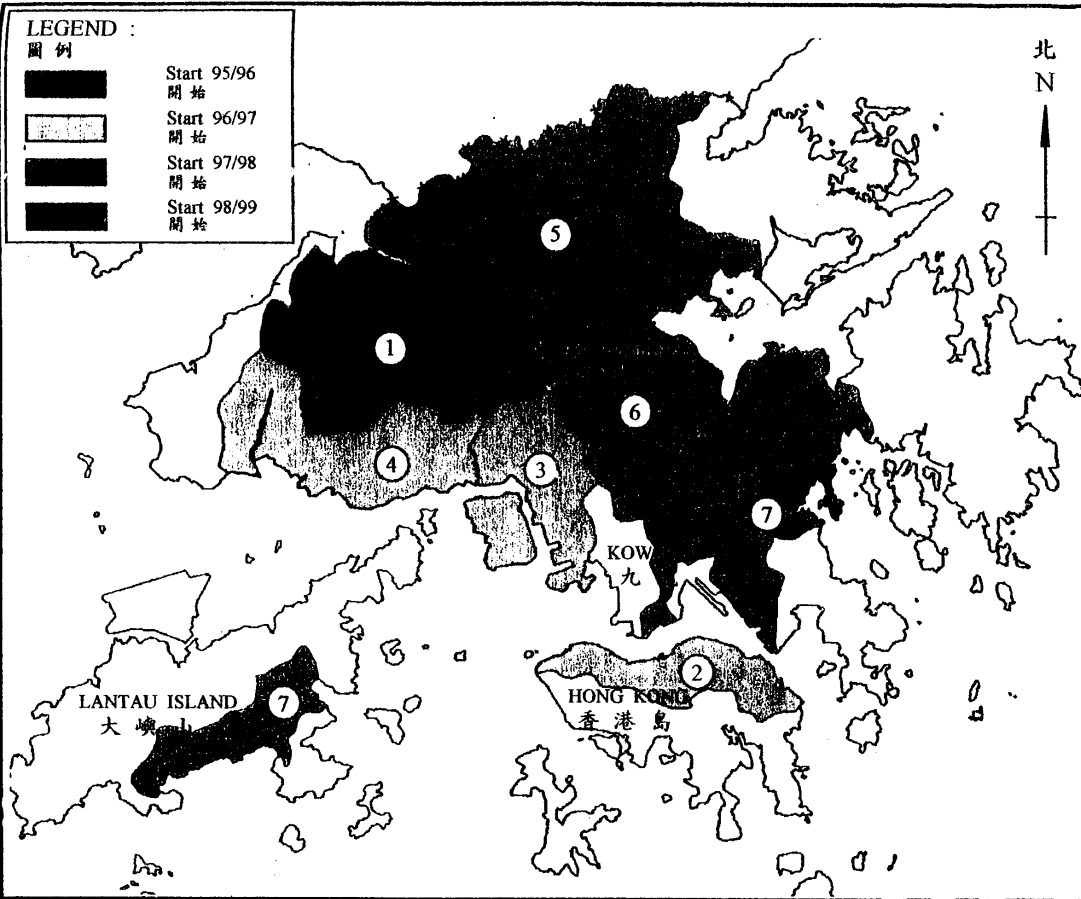 LEGEND :
圖例
Start 95/96
開始
Start 96/97
開始
Start 97/98
開始
Start 98/99
開始
北
N
5
1
6
4
3
7
KOW
九
2
LANTAU ISLAND
大嶼山
7
HONG KONG
香港島